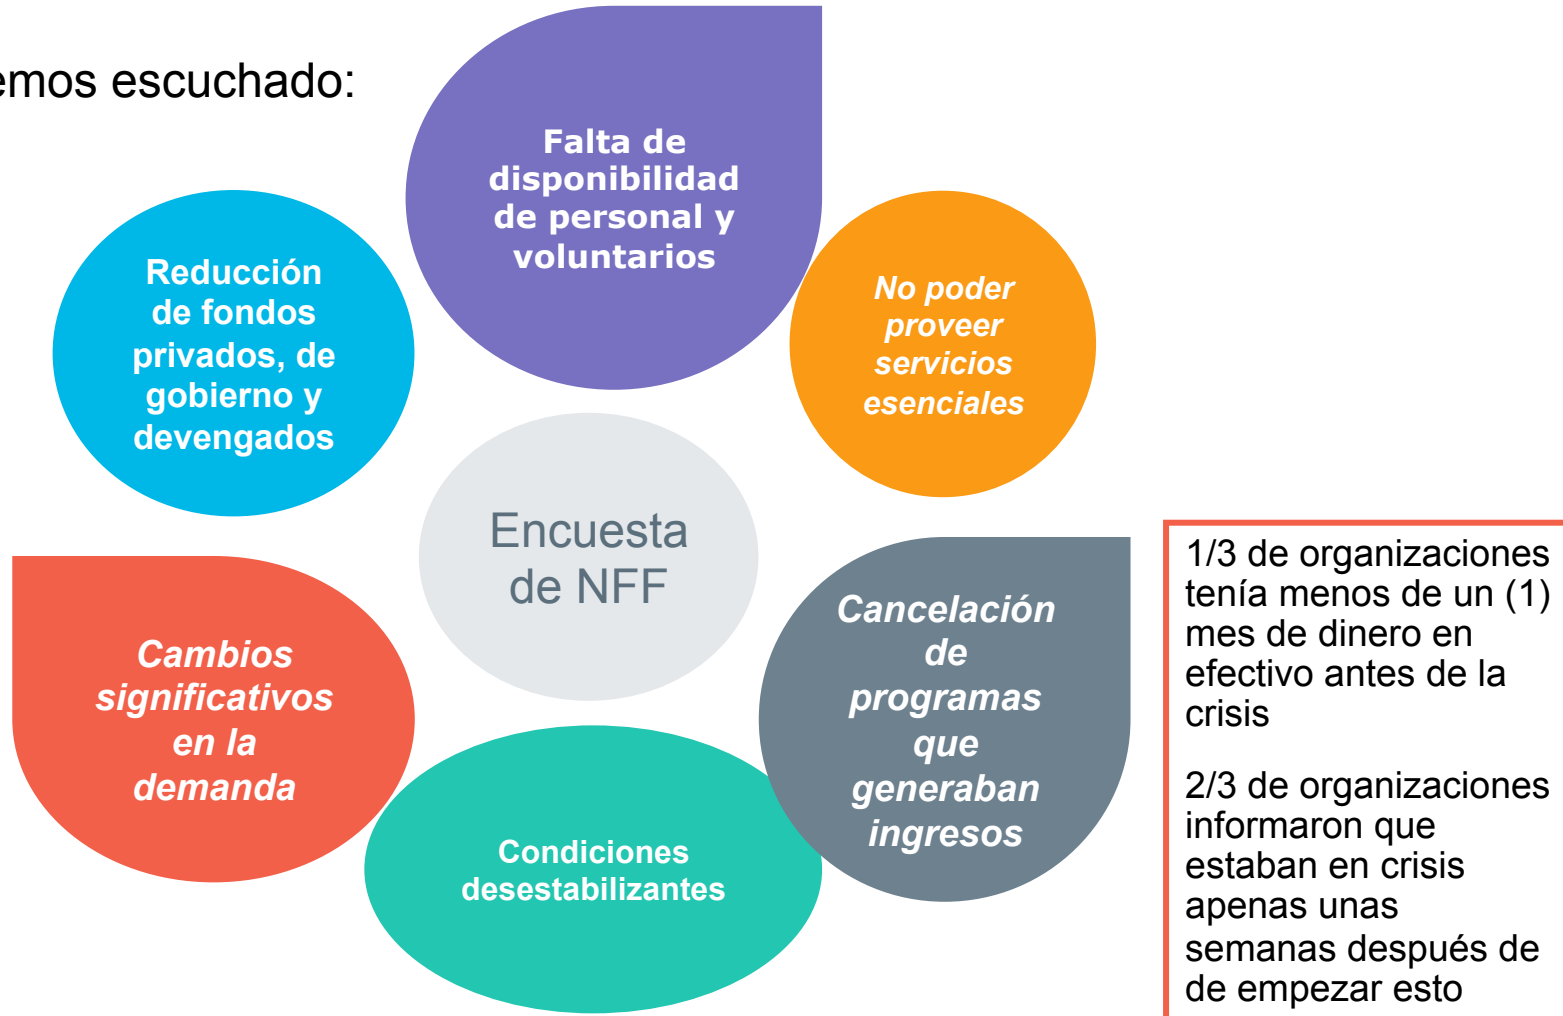 emos escuchado:
Falta de
disponibilidad
de personal y
voluntarios
Reducción
de fondos
privados, de
gobierno y
devengados
No poder
proveer
servicios
esenciales
Encuesta
de NFF
Cambios
significativos
en la
demanda
Cancelación
de
programas
que
generaban
ingresos
Condiciones
desestabilizantes
1/3 de organizaciones
tenía menos de un (1)
mes de dinero en
efectivo antes de la
crisis
2/3 de organizaciones
informaron que
estaban en crisis
apenas unas
semanas después de
de empezar esto